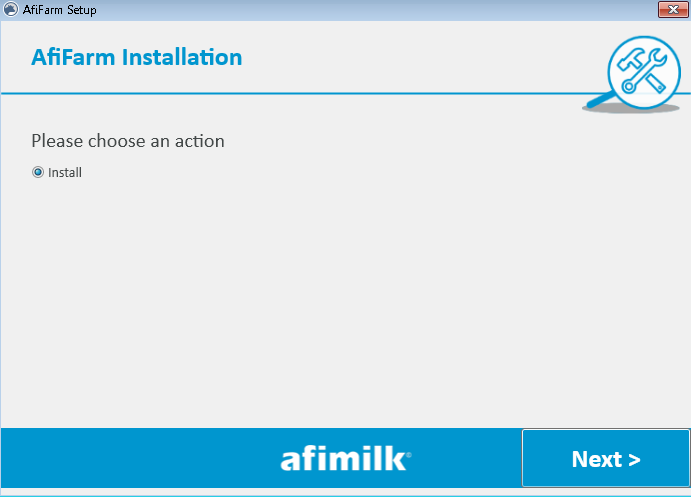 AfiFarm Setup
AfiFarm Installation
Please choose an action
Install
afimilk®
Next >